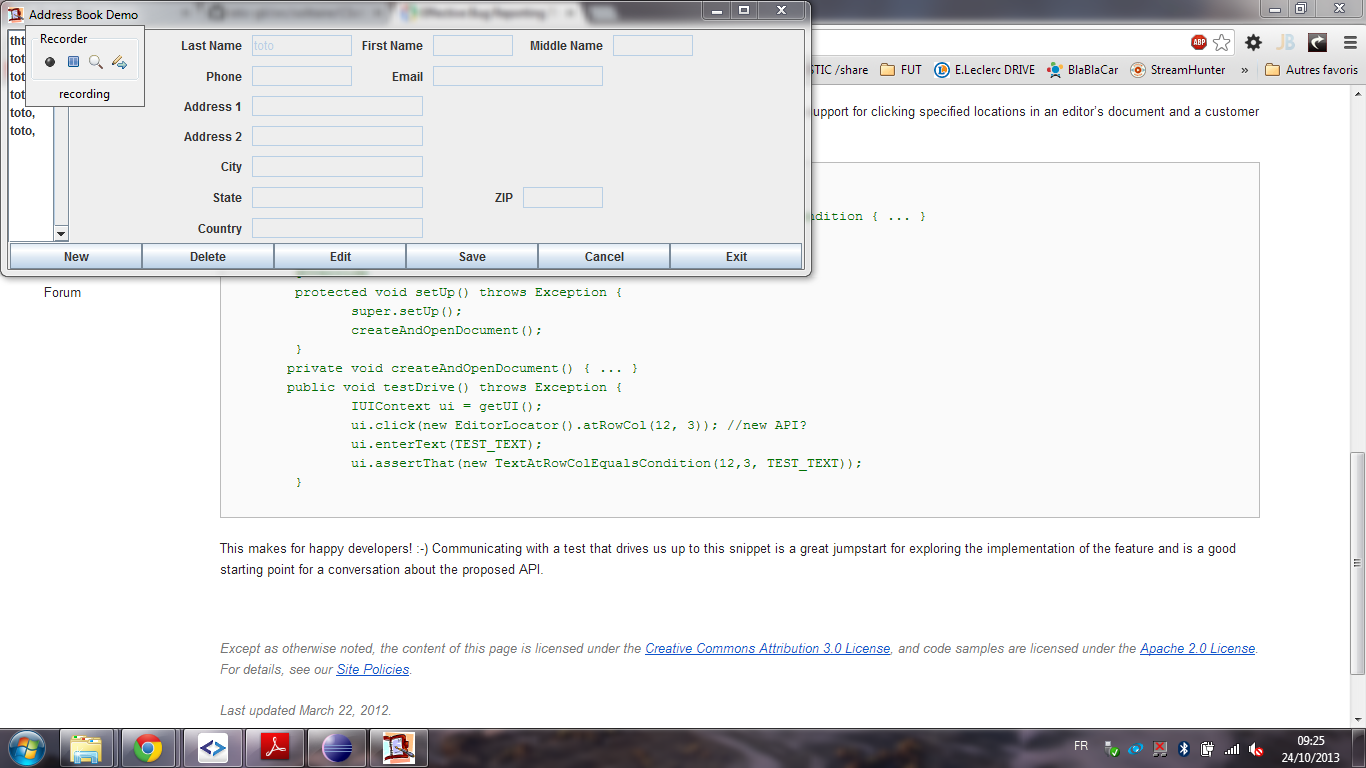 Address Book Demo
Recorder
recording
tht
tot
tot
tot
toto,
toto,
Last Name toto First Name Middle Name
Phone Email
Address 1
Address 2
City
State ZIP
Country
New Delete Edit Save Cancel Exit
ABP JB
TIC /share FUT E.Leclerc DRIVE BlaBlaCar StreamHunter » Autres favoris
upport for clicking specified locations in an editor's document and a customer
ndition { ... }
Forum
protected void setUp() throws Exception {
super.setUp();
createAndOpenDocument();
}
private void createAndOpenDocument() { ... }
public void testDrive() throws Exception {
IUIContext ui = getUI();
ui.click(new EditorLocator().atRowCol(12, 3)); //new API?
ui.enterText(TEST_TEXT);
ui.assertThat(new TextAtRowColEqualsCondition(12,3, TEST_TEXT));
}
This makes for happy developers! :-) Communicating with a test that drives us up to this snippet is a great jumpstart for exploring the implementation of the feature and is a good
starting point for a conversation about the proposed API.
Except as otherwise noted, the content of this page is licensed under the Creative Commons Attribution 3.0 License, and code samples are licensed under the Apache 2.0 License.
For details, see our Site Policies.
Last updated March 22, 2012.
FR
09:25
24/10/2013